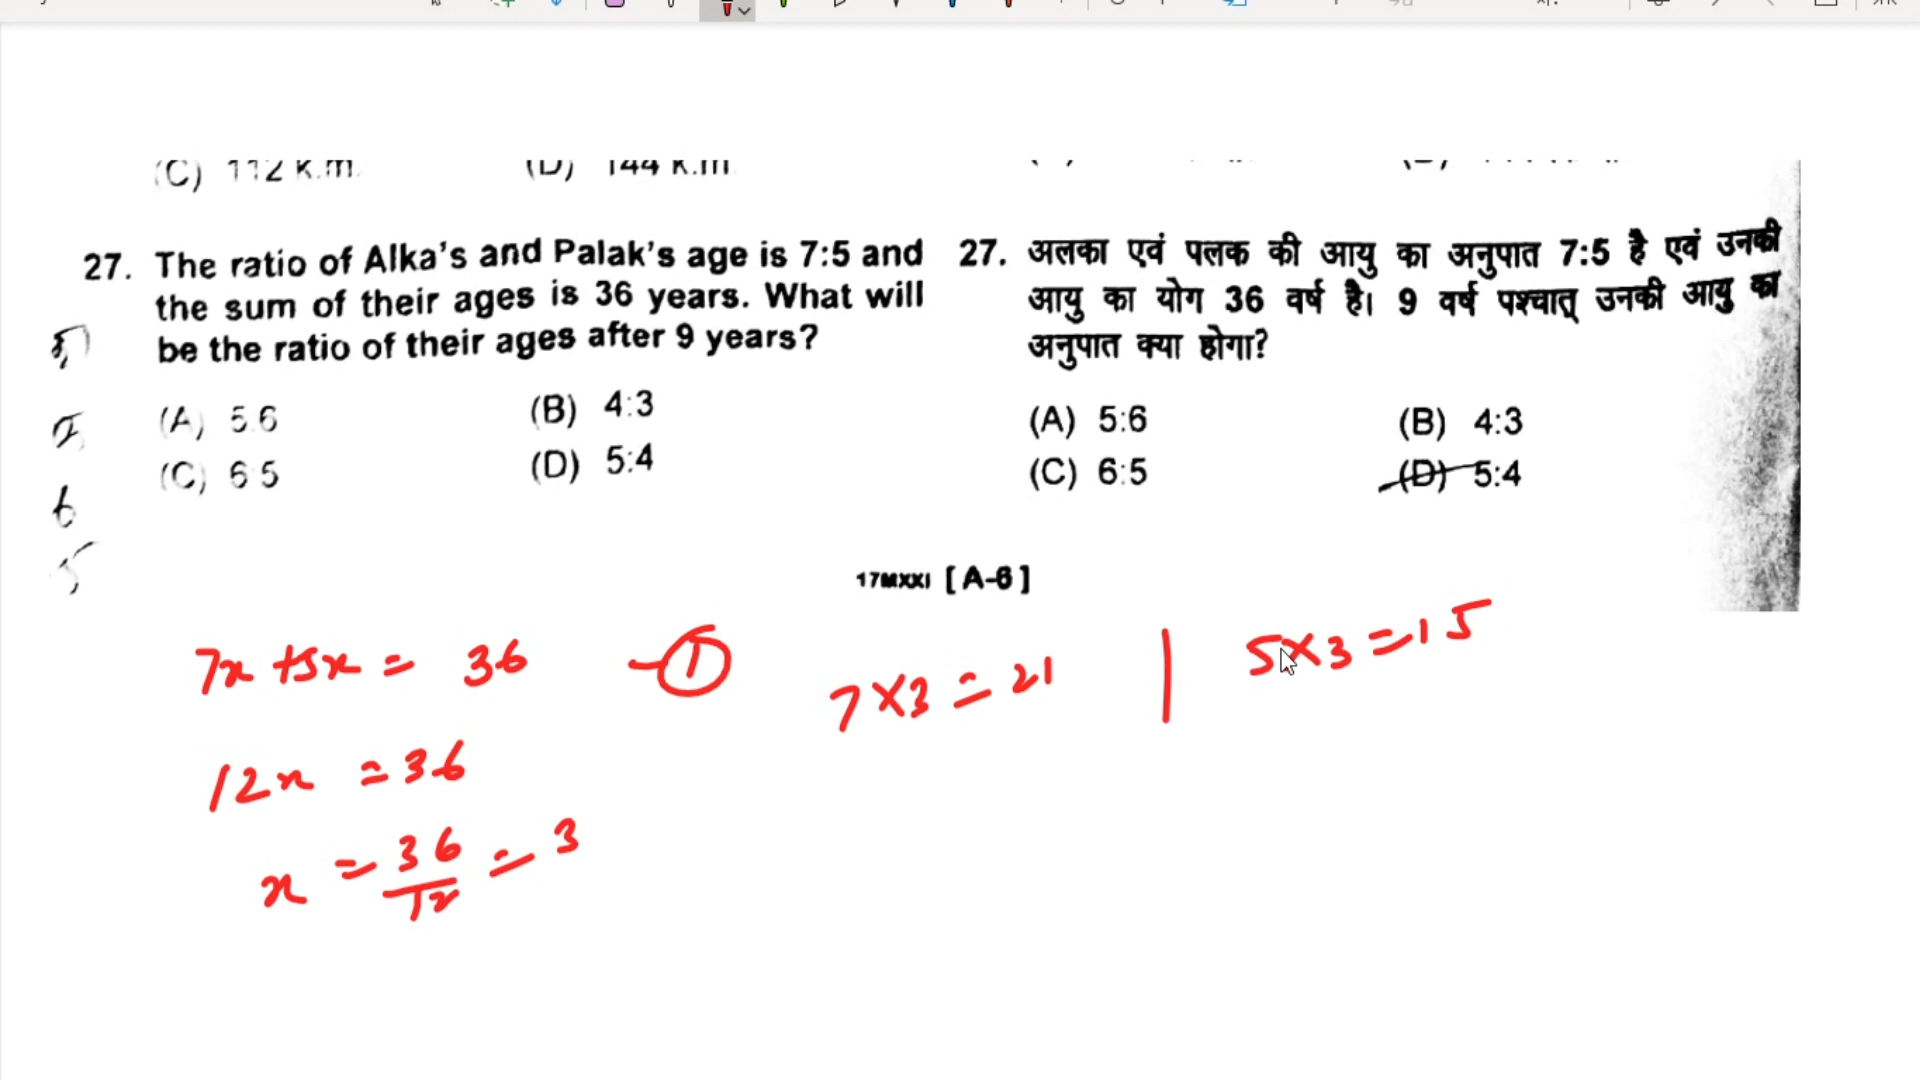 (C) 112 k.m.
(D) 144 k.m.
27. The ratio of Alka's and Palak's age is 7:5 and
the sum of their ages is 36 years. What will
be the ratio of their ages after 9 years?
(A) 5:6
(B) 4:3
(C) 6:5
(D) 5:4
27. अलका एवं पलक की आयु का अनुपात 7:5 है एवं उनकी
आयु का योग 36 वर्ष है। 9 वर्ष पश्चात् उनकी आयु का
अनुपात क्या होगा?
(A) 5:6
(B) 4:3
(C) 6:5
(D) 5:4
17MXXI [A-6]
7x+5x = 36 -①
12x = 36
x = 36/12 = 3
7×3=21 | 5×3=15